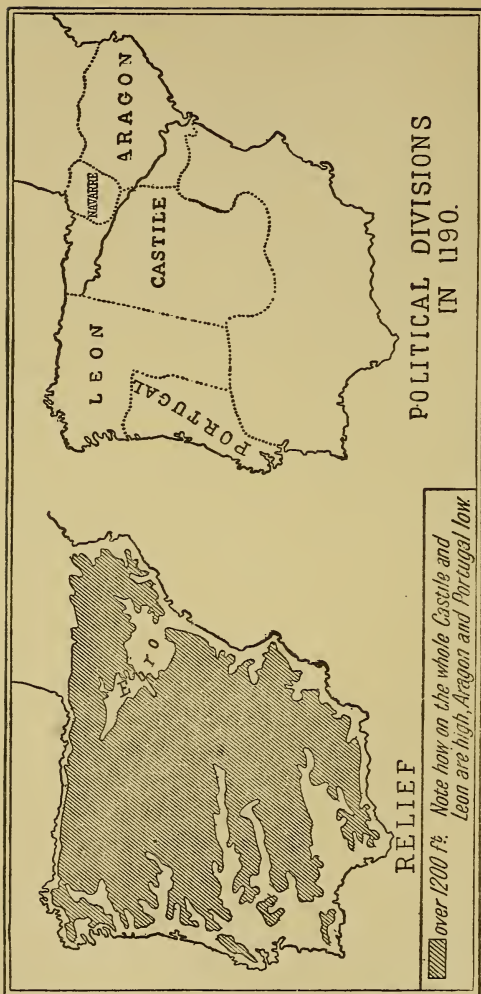 RELIEF
over 1200 ft. Note how on the whole Castile and
Leon are high, Aragon and Portugal low.
LEON
NAVARRE
ARAGON
CASTILE
PORTUGAL
POLITICAL DIVISIONS
IN 1190.